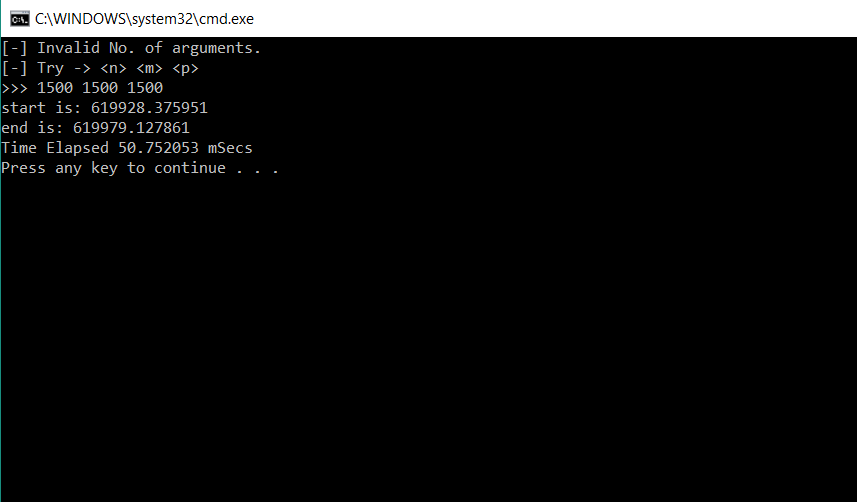 C:\WINDOWS\system32\cmd.exe
[-] Invalid No. of arguments.
[-] Try -> <n> <m> <p>
>>> 1500 1500 1500
start is: 619928.375951
end is: 619979.127861
Time Elapsed 50.752053 mSecs
Press any key to continue . . .